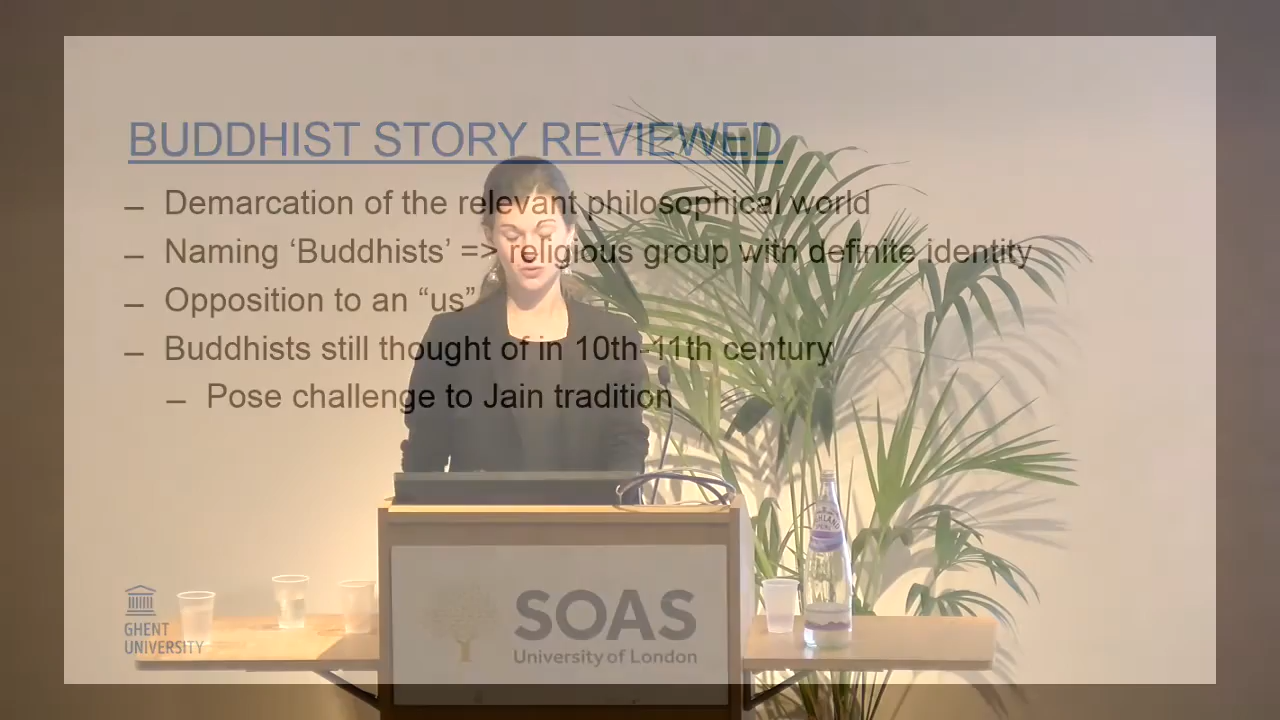 BUDDHIST STORY REVIEWED
– Demarcation of the relevant philosophical world
– Naming ‘Buddhists’ => religious group with definite identity
– Opposition to an “us”
– Buddhists still thought of in 10th-11th century
– Pose challenge to Jain tradition
GHENT
UNIVERSITY
SOAS
University of London